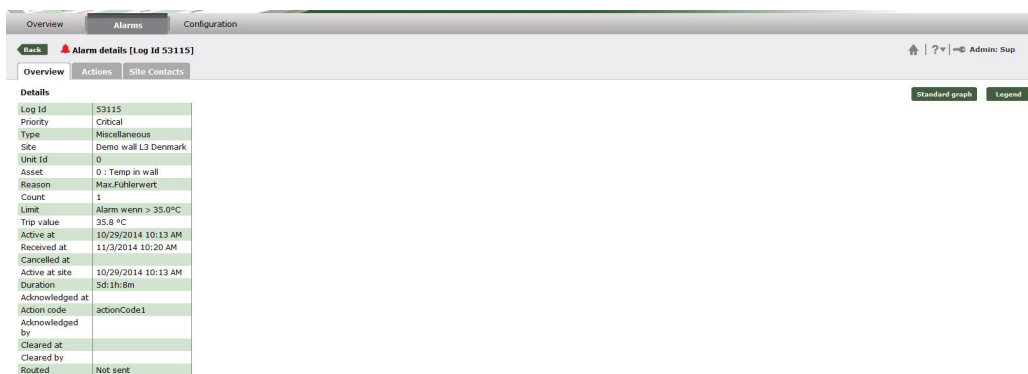 Overview Alarms Configuration
Back Alarm details [Log Id 53115] ? Admin: Sup
Overview Actions Site Contacts
Details Standard graph Legend
Log Id 53115
Priority Critical
Type Miscellaneous
Site Demo wall L3 Denmark
Unit Id 0
Asset 0 : Temp in wall
Reason Max.Fühlerwert
Count 1
Limit Alarm wenn > 35.0°C
Trip value 35.8 ºC
Active at 10/29/2014 10:13 AM
Received at 11/3/2014 10:20 AM
Cancelled at
Active at site 10/29/2014 10:13 AM
Duration 5d:1h:8m
Acknowledged at
Action code actionCode1
Acknowledged
by
Cleared at
Cleared by
Routed Not sent